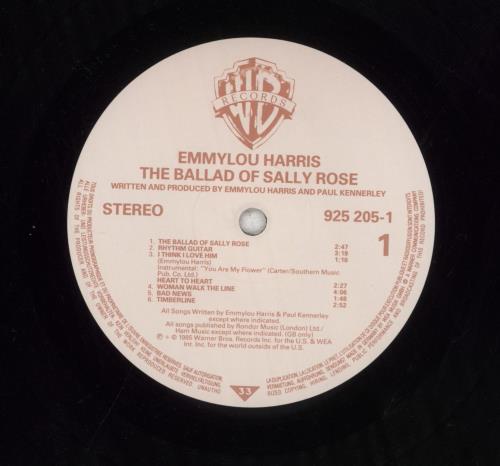 WB
RECORDS
EMMYLOU HARRIS
THE BALLAD OF SALLY ROSE
WRITTEN AND PRODUCED BY EMMYLOU HARRIS AND PAUL KENNERLEY
STEREO
925 205-1
1
1. THE BALLAD OF SALLY ROSE 2:47
2. RHYTHM GUITAR 3:19
3. I THINK I LOVE HIM 1:18
(Emmylou Harris)
Instrumental: "You Are My Flower" (Carter/Southern Music
Pub. Co. Ltd.)
HEART TO HEART
4. WOMAN WALK THE LINE 2:27
5. BAD NEWS 4:06
6. TIMBERLINE 1:48
2:52
All Songs Written by Emmylou Harris & Paul Kennerley
except where indicated.
All songs published by Rondor Music (London) Ltd./
Ham Music except where indicated. (GB only)
℗ + © 1985 Warner Bros. Records Inc. for the U.S. & WEA
Int. Inc. for the world outside of the U.S.
33